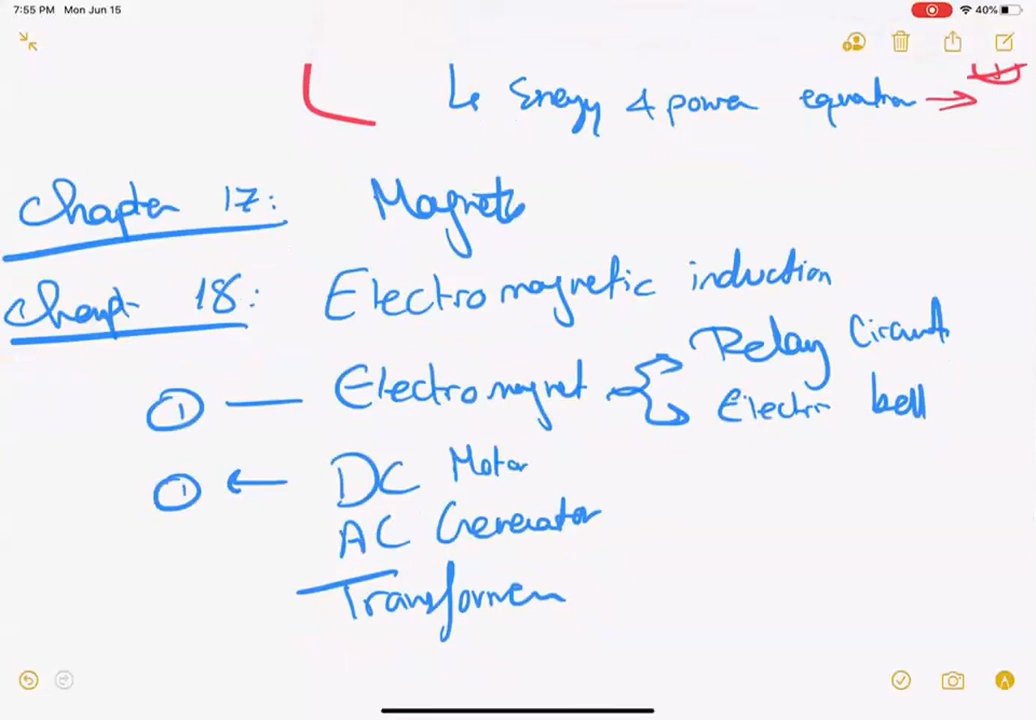 7:55 PM Mon Jun 15
40%
↳ Energy & power equation →
Chapter 17: Magnets
Chapt 18: Electromagnetic induction
① — Electromagnet
Relay Circuit
Electric bell
① ← DC Motor
AC Generator
Transformer